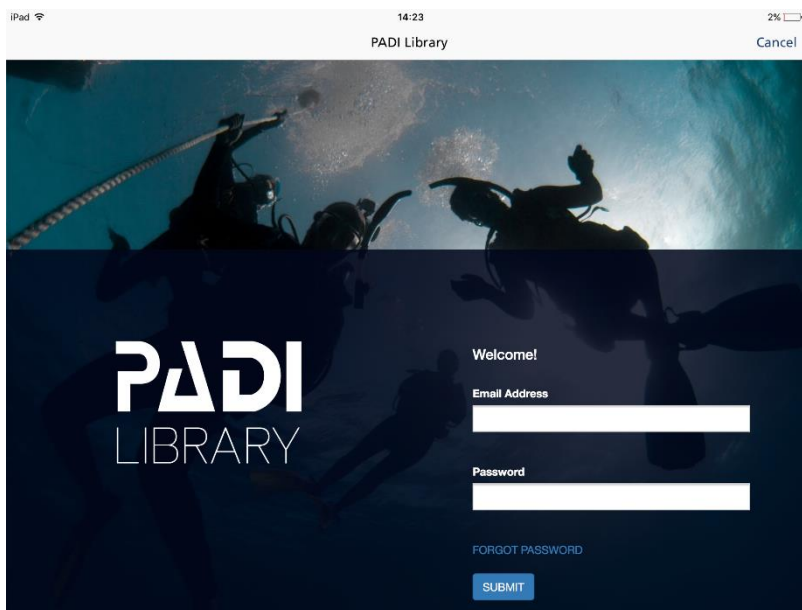 iPad 14:23 2%
PADI Library Cancel
PADI
LIBRARY
Welcome!
Email Address
Password
FORGOT PASSWORD
SUBMIT